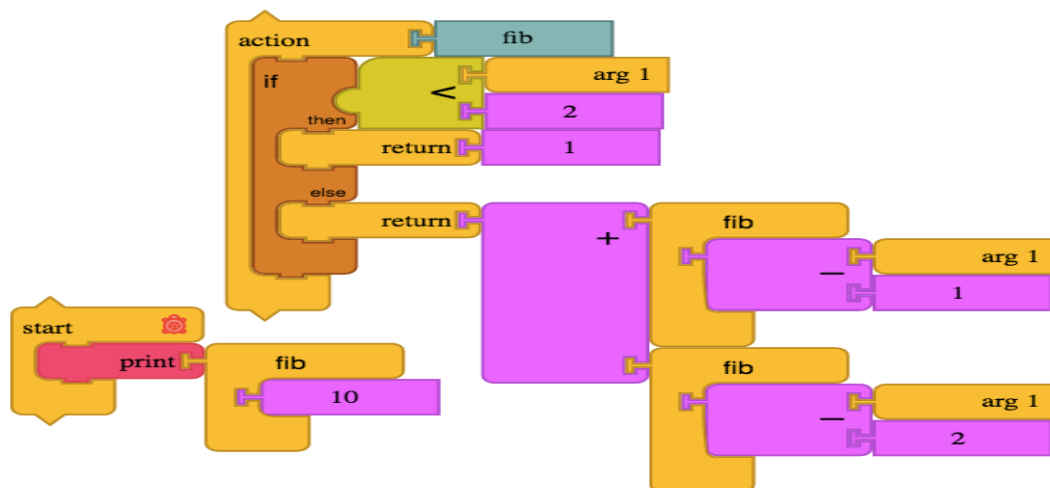 action fib
if < arg 1
2
then
return 1
else
return + fib
− arg 1
1
start
print fib
10
fib
− arg 1
2